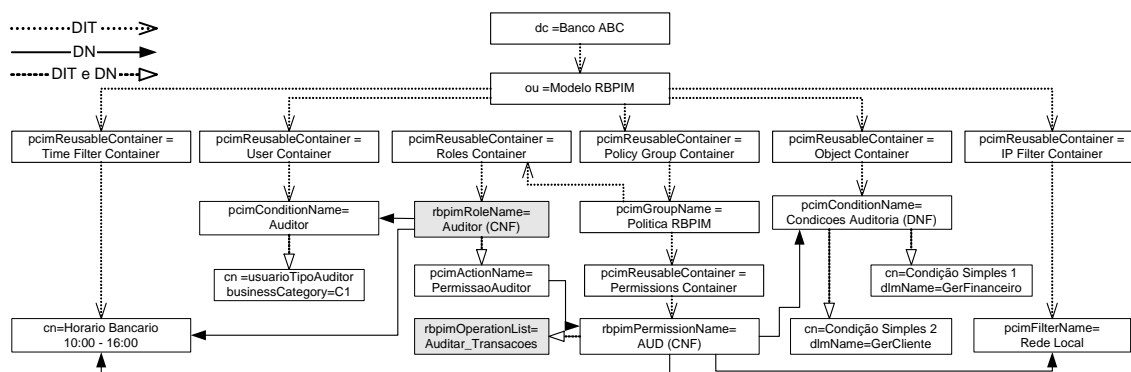 DIT
DN
DIT e DN
dc =Banco ABC
ou =Modelo RBPIM
pcimReusableContainer =
Time Filter Container
pcimReusableContainer =
User Container
pcimReusableContainer =
Roles Container
pcimReusableContainer =
Policy Group Container
pcimReusableContainer =
Object Container
pcimReusableContainer =
IP Filter Container
pcimConditionName=
Auditor
rbpimRoleName=
Auditor (CNF)
pcimGroupName =
Politica RBPIM
pcimConditionName=
Condicoes Auditoria (DNF)
cn =usuarioTipoAuditor
businessCategory=C1
pcimActionName=
PermissaoAuditor
pcimReusableContainer =
Permissions Container
cn=Condição Simples 1
dlmName=GerFinanceiro
cn=Horario Bancario
10:00 - 16:00
rbpimOperationList=
Auditar_Transacoes
rbpimPermissionName=
AUD (CNF)
cn=Condição Simples 2
dlmName=GerCliente
pcimFilterName=
Rede Local